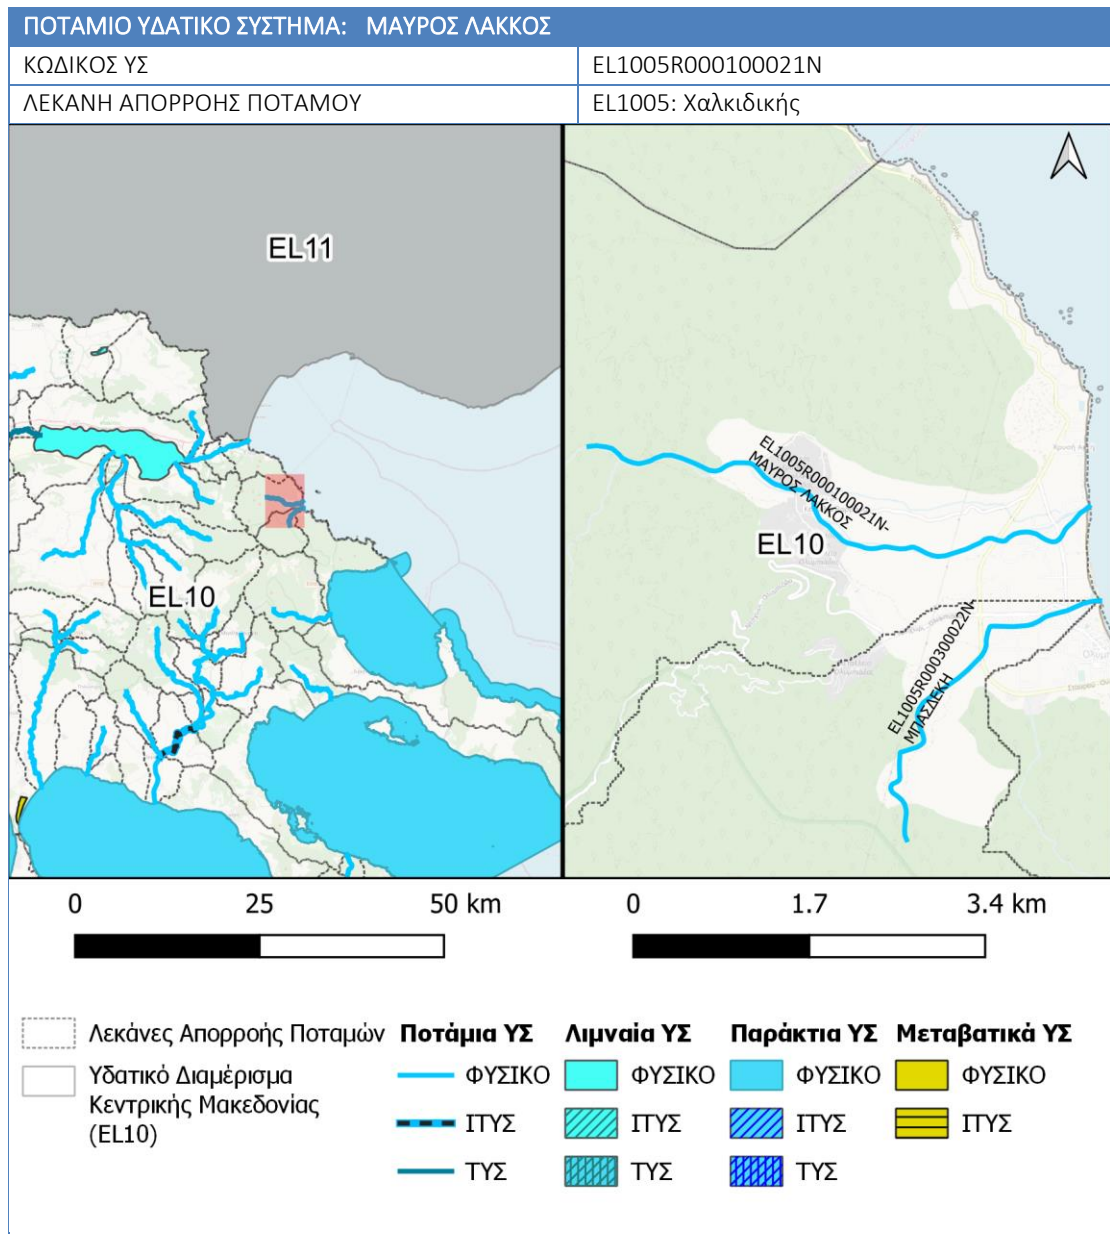 ΠΟΤΑΜΙΟ ΥΔΑΤΙΚΟ ΣΥΣΤΗΜΑ: ΜΑΥΡΟΣ ΛΑΚΚΟΣ
ΚΩΔΙΚΟΣ ΥΣ EL1005R000100021N
ΛΕΚΑΝΗ ΑΠΟΡΡΟΗΣ ΠΟΤΑΜΟΥ EL1005: Χαλκιδικής
EL11
EL10
EL1005R000100021N-
ΜΑΥΡΟΣ ΛΑΚΚΟΣ
EL10
EL1005R000300022N-
ΜΠΑΣΔΕΚΗ
0 25 50 km
0 1.7 3.4 km
Λεκάνες Απορροής Ποταμών
Υδατικό Διαμέρισμα
Κεντρικής Μακεδονίας
(EL10)
Ποτάμια ΥΣ
ΦΥΣΙΚΟ
ΙΤΥΣ
ΤΥΣ
Λιμναία ΥΣ
ΦΥΣΙΚΟ
ΙΤΥΣ
ΤΥΣ
Παράκτια ΥΣ
ΦΥΣΙΚΟ
ΙΤΥΣ
ΤΥΣ
Μεταβατικά ΥΣ
ΦΥΣΙΚΟ
ΙΤΥΣ